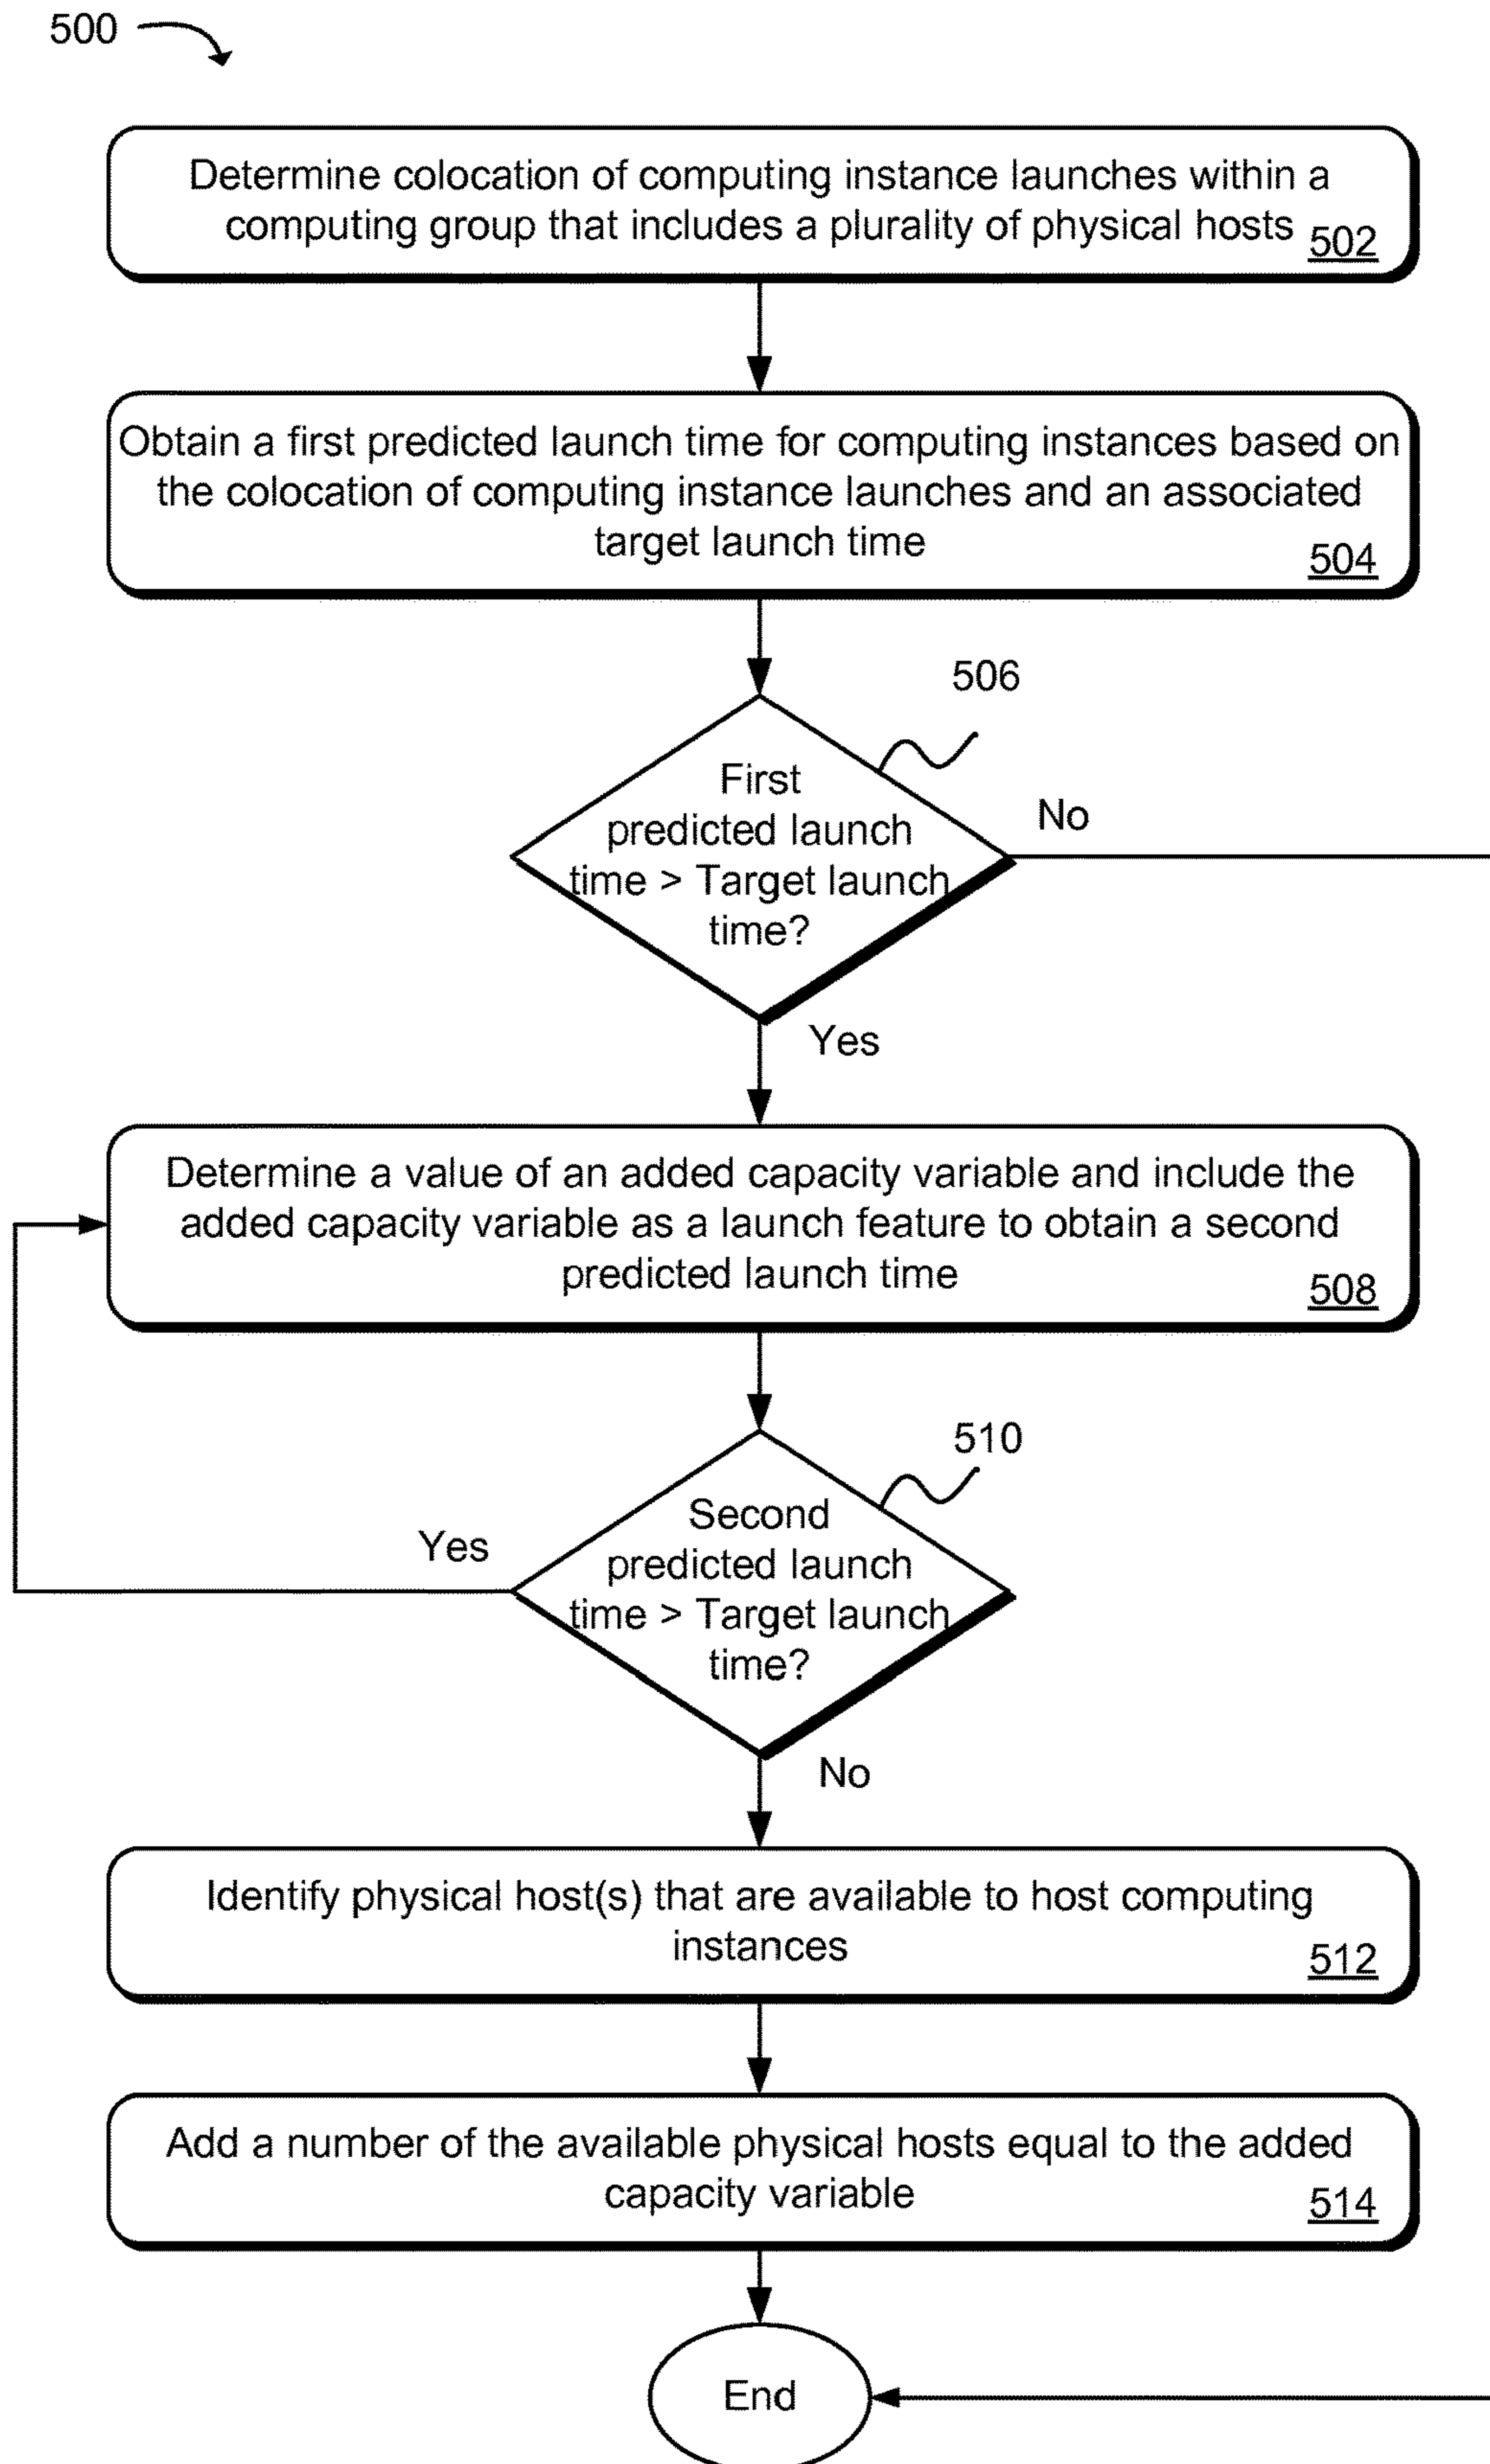 500
Determine colocation of computing instance launches within a
computing group that includes a plurality of physical hosts
502
Obtain a first predicted launch time for computing instances based on
the colocation of computing instance launches and an associated
target launch time
504
506
First
predicted launch
time > Target launch
time?
No
Yes
Determine a value of an added capacity variable and include the
added capacity variable as a launch feature to obtain a second
predicted launch time
508
510
Second
predicted launch
time > Target launch
time?
Yes
No
Identify physical host(s) that are available to host computing
instances
512
Add a number of the available physical hosts equal to the added
capacity variable
514
End